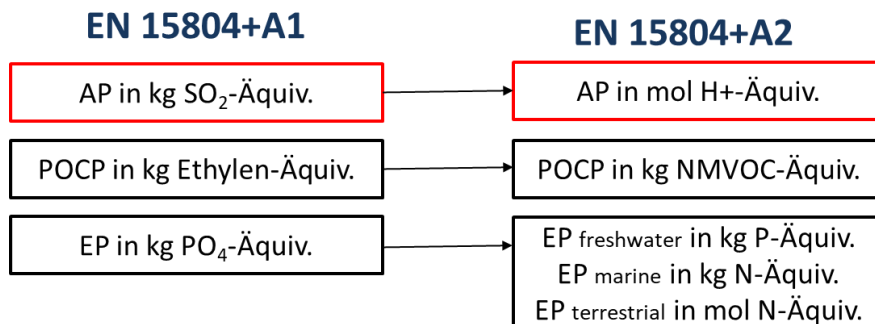 EN 15804+A1
EN 15804+A2
AP in kg SO₂-Äquiv.
AP in mol H+-Äquiv.
POCP in kg Ethylen-Äquiv.
POCP in kg NMVOC-Äquiv.
EP in kg PO₄-Äquiv.
EP freshwater in kg P-Äquiv.
EP marine in kg N-Äquiv.
EP terrestrial in mol N-Äquiv.